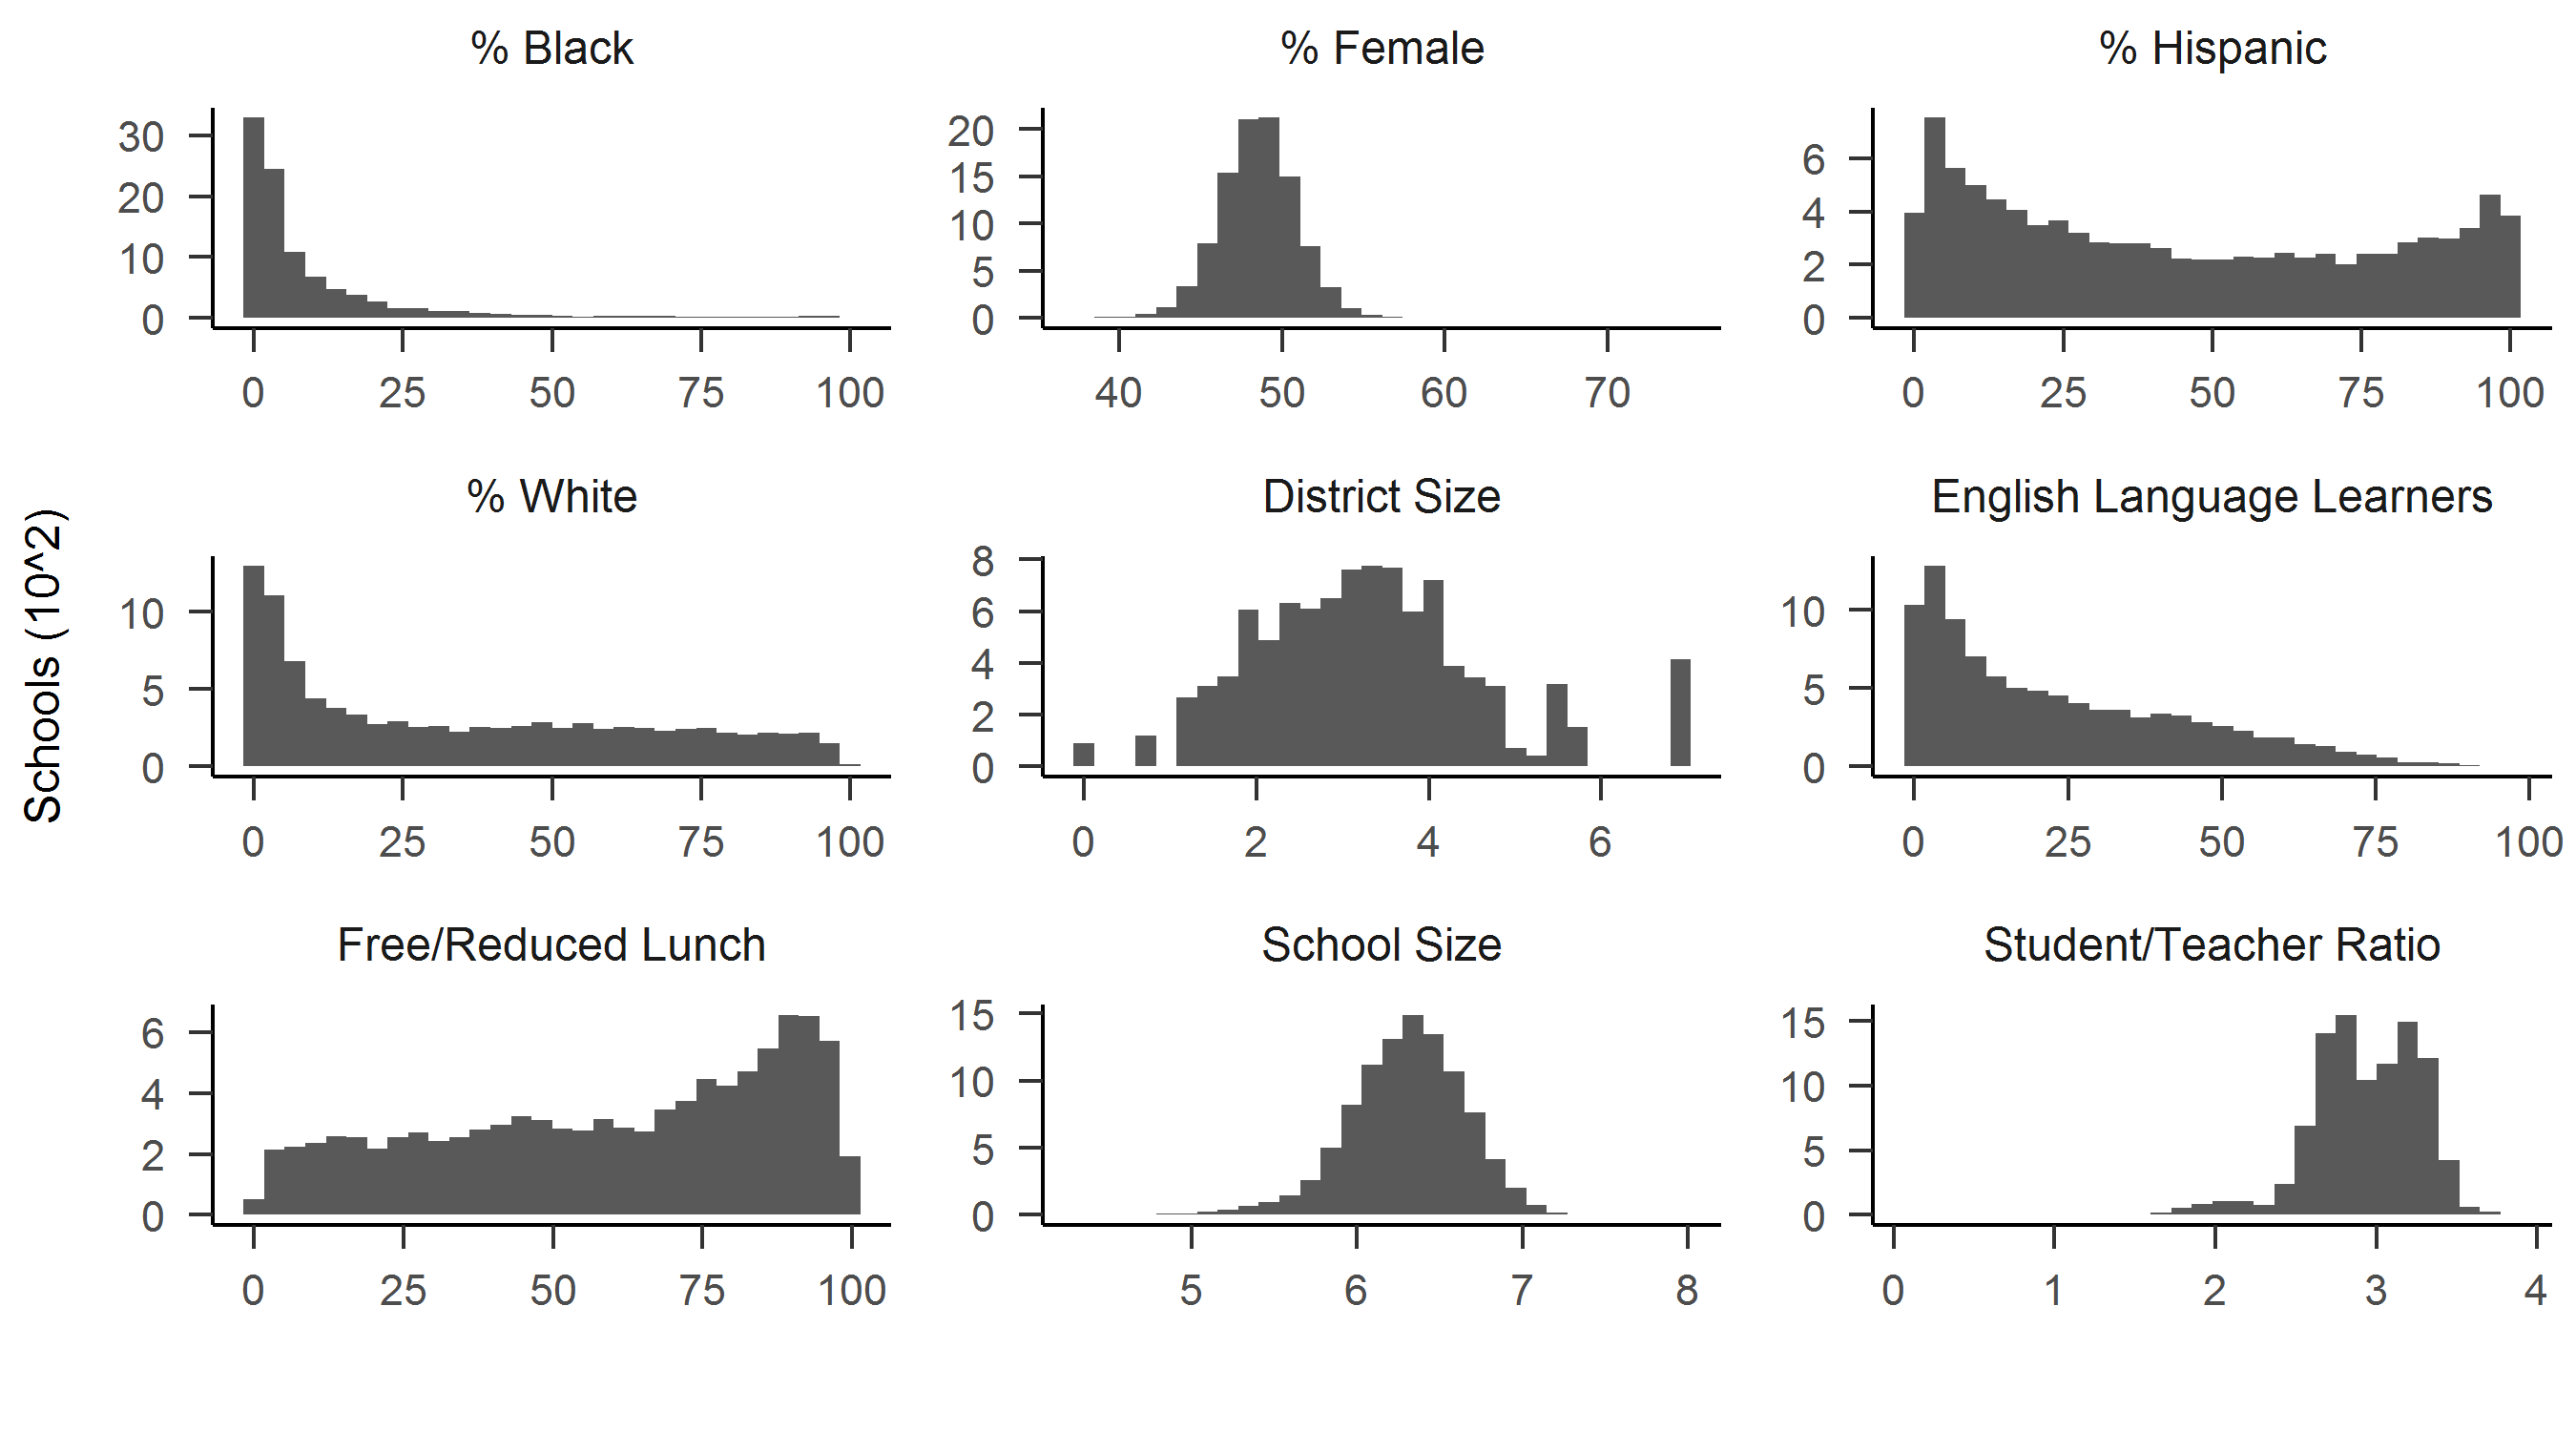 % Black
% Female
% Hispanic
30
20
10
0
20
15
10
5
0
6
4
2
0
0 25 50 75 100
40 50 60 70
0 25 50 75 100
Schools (10^2)
% White
District Size
English Language Learners
10
5
0
8
6
4
2
0
10
5
0
0 25 50 75 100
0 2 4 6
0 25 50 75 100
Free/Reduced Lunch
School Size
Student/Teacher Ratio
6
4
2
0
15
10
5
0
15
10
5
0
0 25 50 75 100
5 6 7 8
0 1 2 3 4